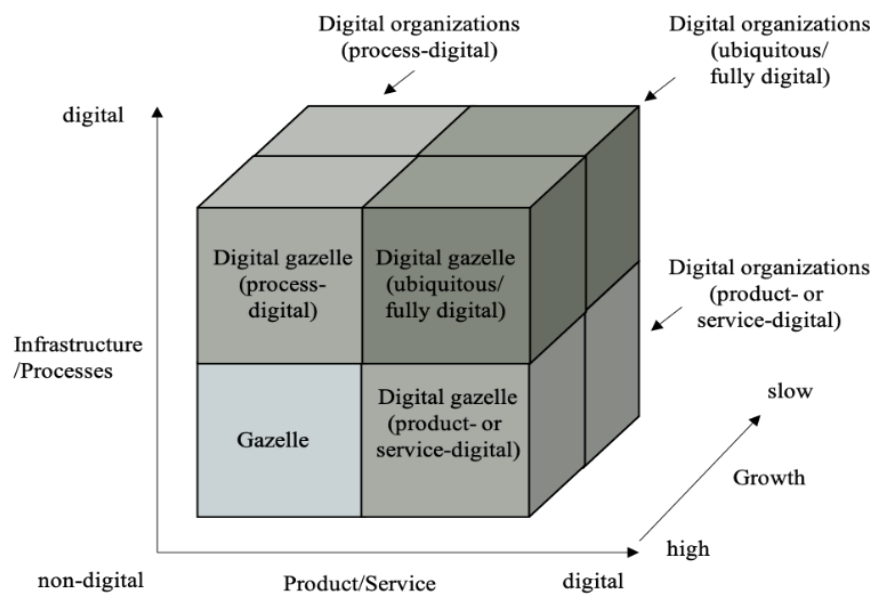 Digital organizations
(process-digital)
Digital organizations
(ubiquitous/
fully digital)
digital
Digital gazelle
(process-
digital)
Digital gazelle
(ubiquitous/
fully digital)
Digital organizations
(product- or
service-digital)
Infrastructure
/Processes
Gazelle
Digital gazelle
(product- or
service-digital)
slow
Growth
high
non-digital
Product/Service
digital